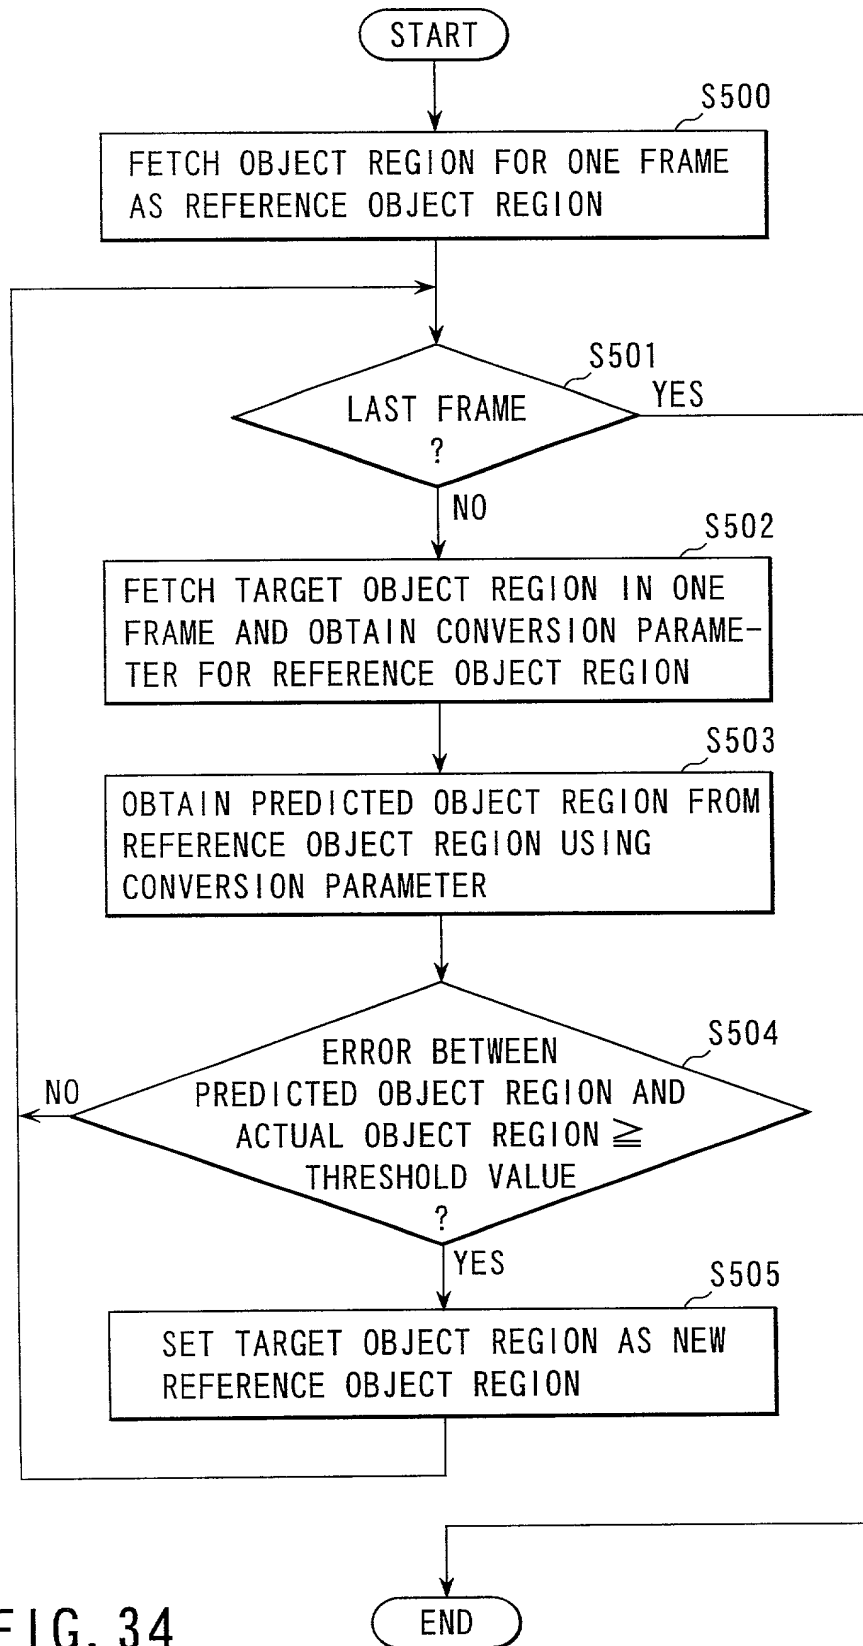 START
S500
FETCH OBJECT REGION FOR ONE FRAME
AS REFERENCE OBJECT REGION
S501
LAST FRAME
?
YES
NO
S502
FETCH TARGET OBJECT REGION IN ONE
FRAME AND OBTAIN CONVERSION PARAME-
TER FOR REFERENCE OBJECT REGION
S503
OBTAIN PREDICTED OBJECT REGION FROM
REFERENCE OBJECT REGION USING
CONVERSION PARAMETER
S504
ERROR BETWEEN
PREDICTED OBJECT REGION AND
ACTUAL OBJECT REGION ≧
THRESHOLD VALUE
?
NO
YES
S505
SET TARGET OBJECT REGION AS NEW
REFERENCE OBJECT REGION
END
FIG. 34